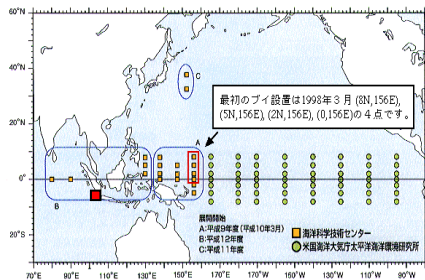 60°N
40°N
20°N
0°
20°S
70°E
90°E
110°E
130°E
150°E
170°E
170°W
150°W
130°W
110°W
90°W
C
A
B
最初のブイ設置は1998年3月 (8N,156E),
(5N,156E), (2N,156E), (0,156E)の4点です。
展開開始
A:平成9年度 (平成10年3月)
B:平成12年度
C:平成11年度
海洋科学技術センター
米国海洋大気庁太平洋海洋環境研究所